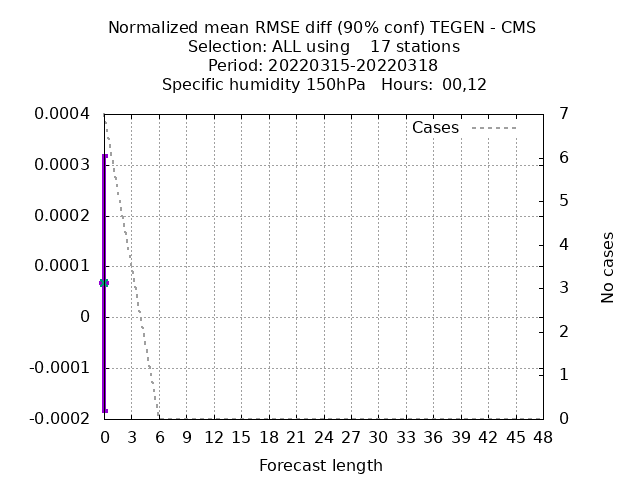 Normalized mean RMSE diff (90% conf) TEGEN - CMS
Selection: ALL using    17 stations
Period: 20220315-20220318
Specific humidity 150hPa   Hours:  00,12
Cases
0.0004
0.0003
0.0002
0.0001
0
-0.0001
-0.0002
7
6
5
4
3
2
1
0
No cases
0 3 6 9 12 15 18 21 24 27 30 33 36 39 42 45 48
Forecast length